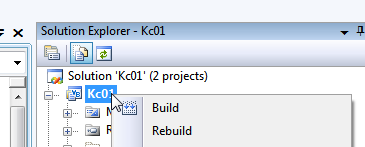 Solution Explorer - Kc01
Solution 'Kc01' (2 projects)
Kc01
Build
Rebuild